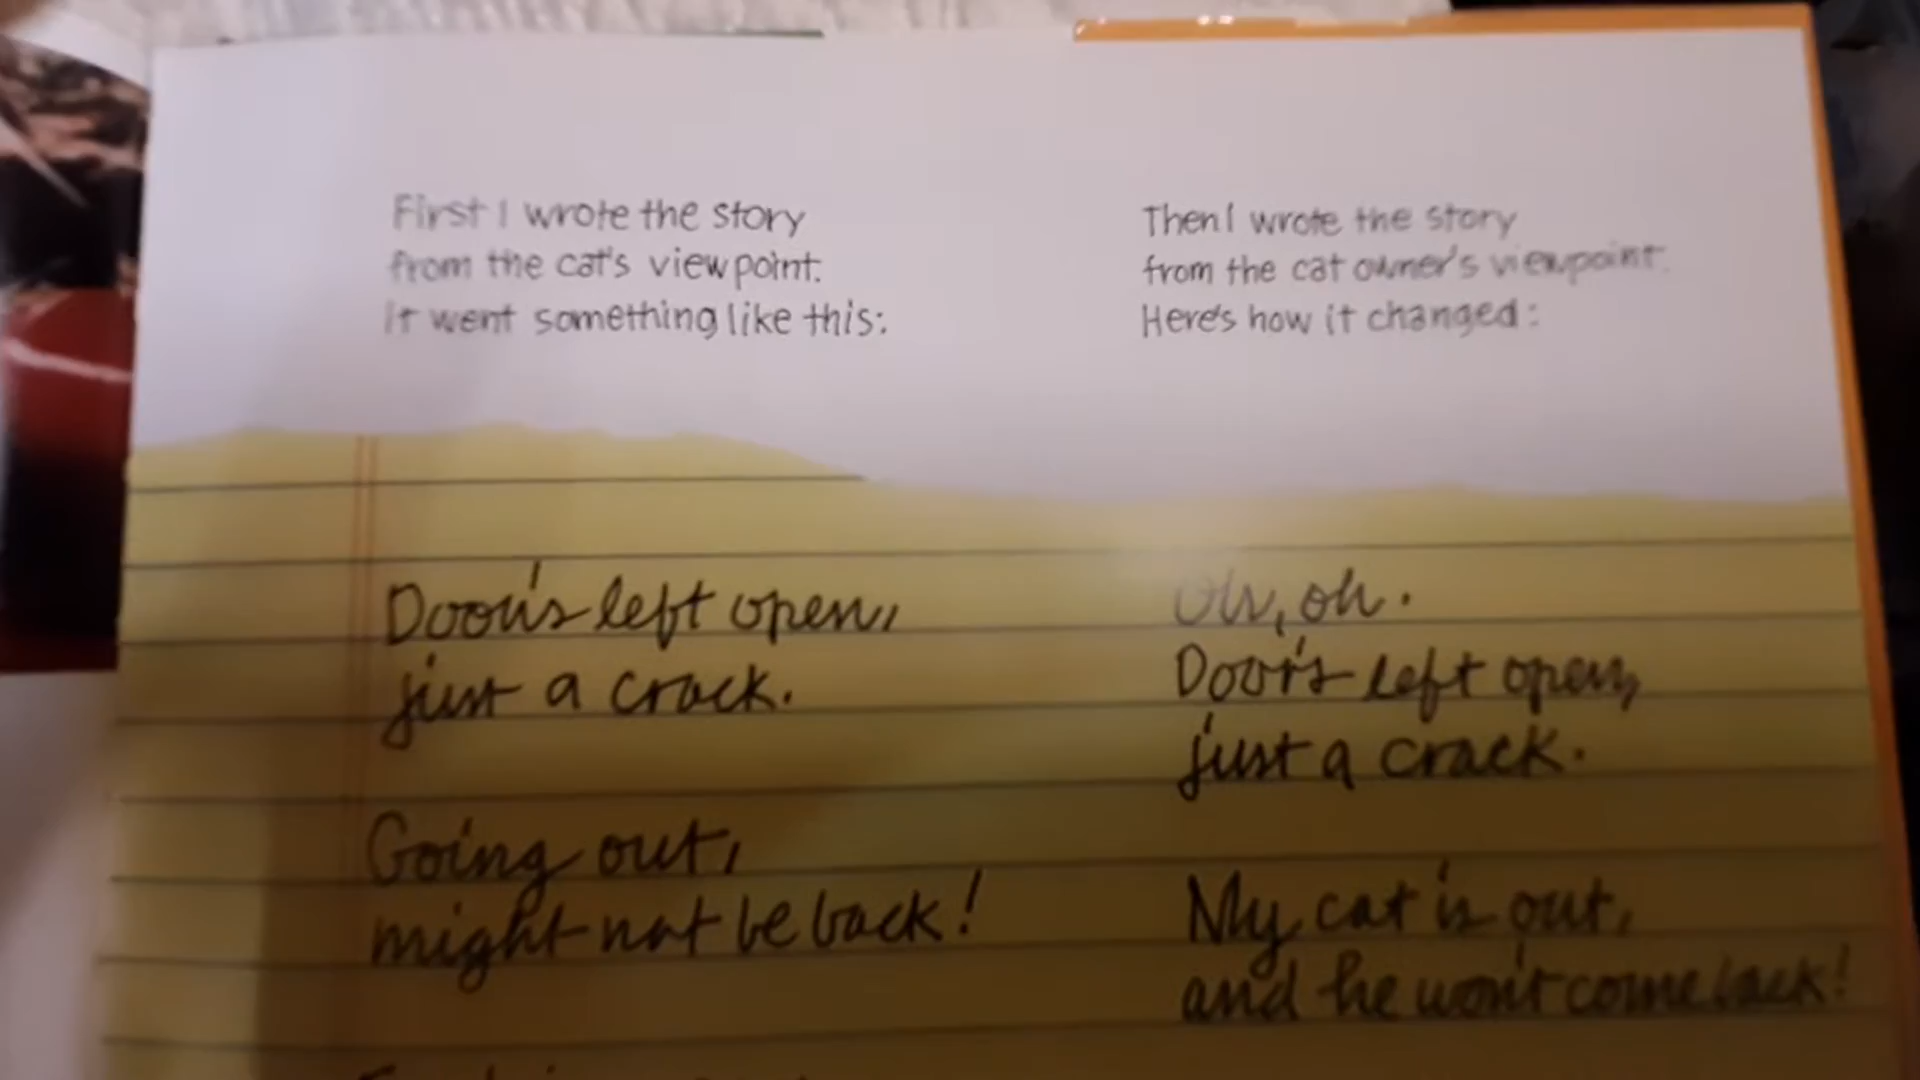 First I wrote the story
from the cat's viewpoint.
It went something like this:
Door's left open,
just a crack.
Going out,
might not be back!
Then I wrote the story
from the cat owner's viewpoint.
Here's how it changed:
Oh, oh.
Door's left open,
just a crack.
My cat is out,
and he won't come back!